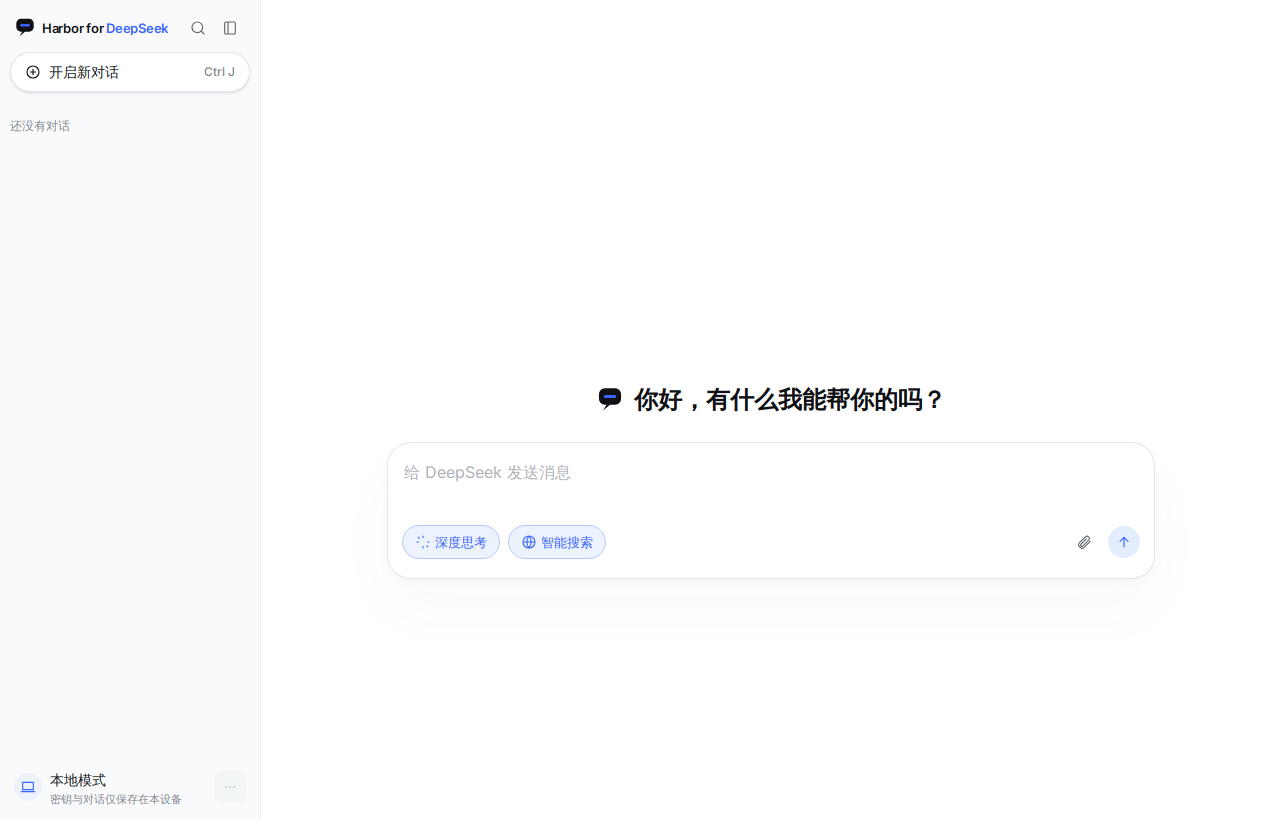 Harbor for DeepSeek
开启新对话 Ctrl J
还没有对话
你好，有什么我能帮你的吗？
给 DeepSeek 发送消息
深度思考 智能搜索
本地模式
密钥与对话仅保存在本设备